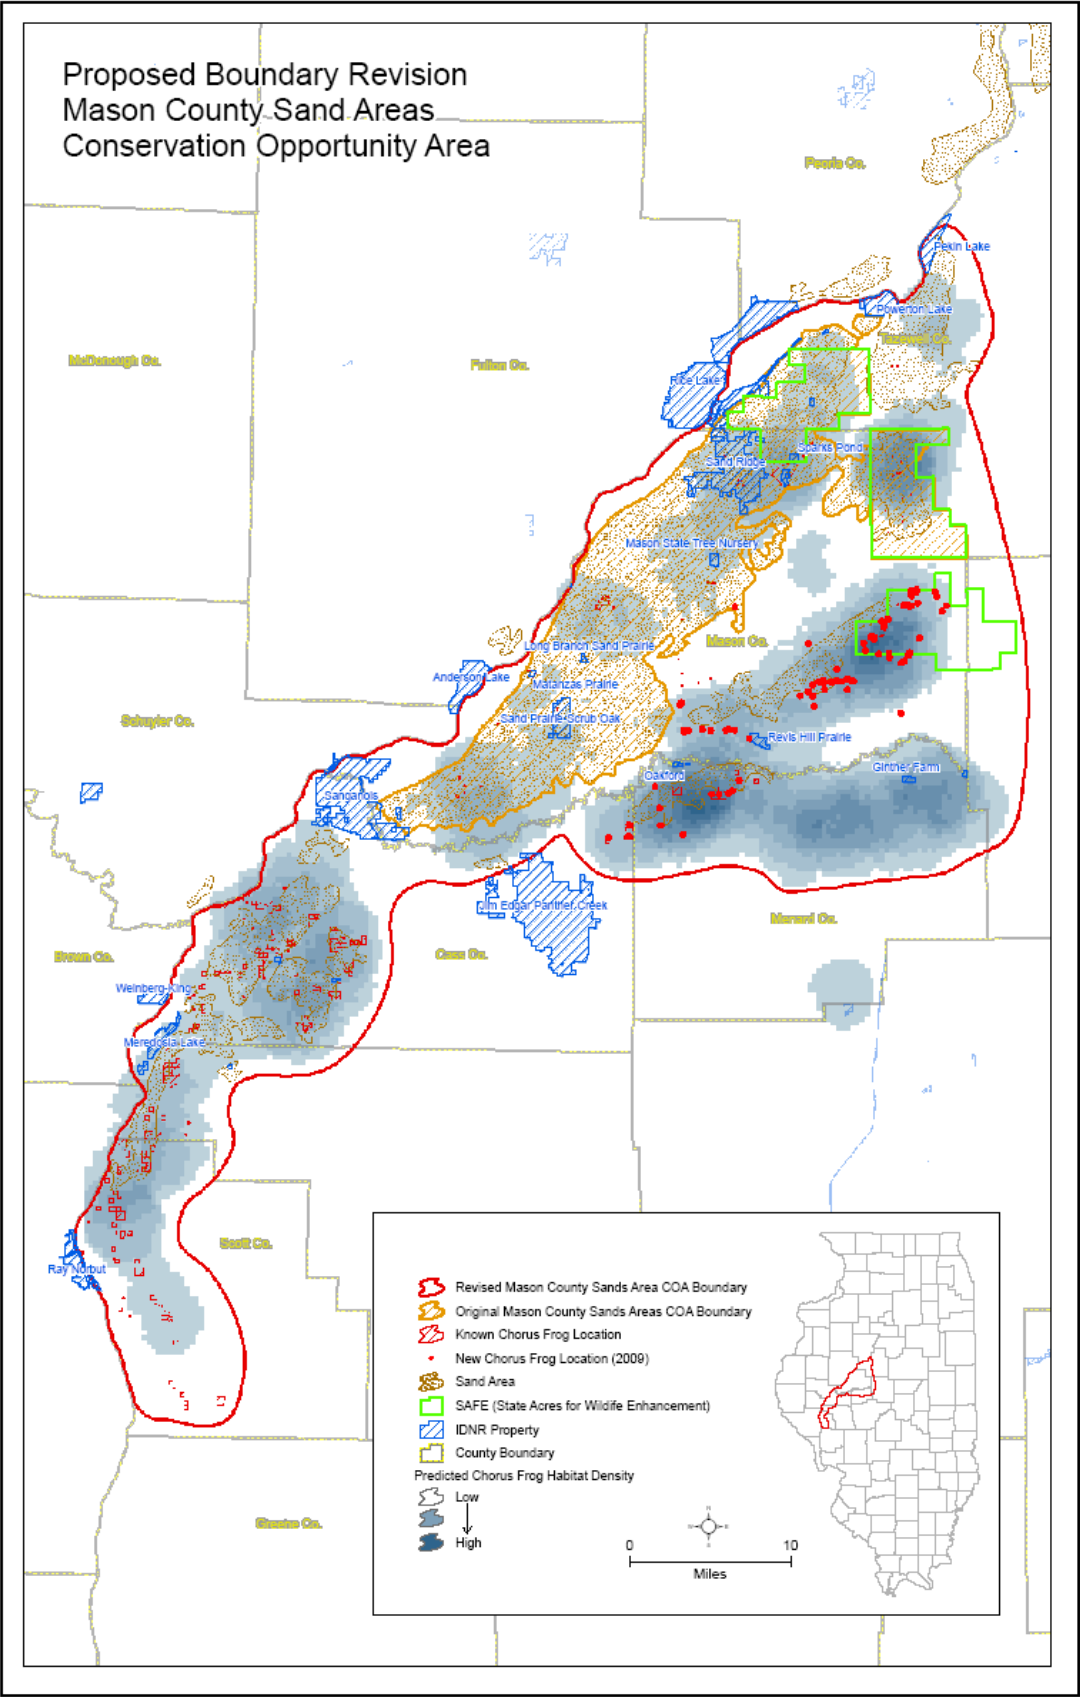 Proposed Boundary Revision
Mason County Sand Areas
Conservation Opportunity Area
Peoria Co.
Pekin Lake
Powerton Lake
Tazewell Co.
McDonough Co.
Fulton Co.
Rice Lake
Sparks Pond
Sand Ridge
Mason State Tree Nursery
Mason Co.
Long Branch Sand Prairie
Anderson Lake
Matanzas Prairie
Sand Prairie-Scrub Oak
Schuyler Co.
Revis Hill Prairie
Oakford
Ginther Farm
Sanganois
Jim Edgar Panther Creek
Menard Co.
Brown Co.
Cass Co.
Weinberg-King
Meredosia Lake
Scott Co.
Ray Norbut
Greene Co.
Revised Mason County Sands Area COA Boundary
Original Mason County Sands Areas COA Boundary
Known Chorus Frog Location
New Chorus Frog Location (2009)
Sand Area
SAFE (State Acres for Wildife Enhancement)
IDNR Property
County Boundary
Predicted Chorus Frog Habitat Density
Low
High
N
0 10
Miles